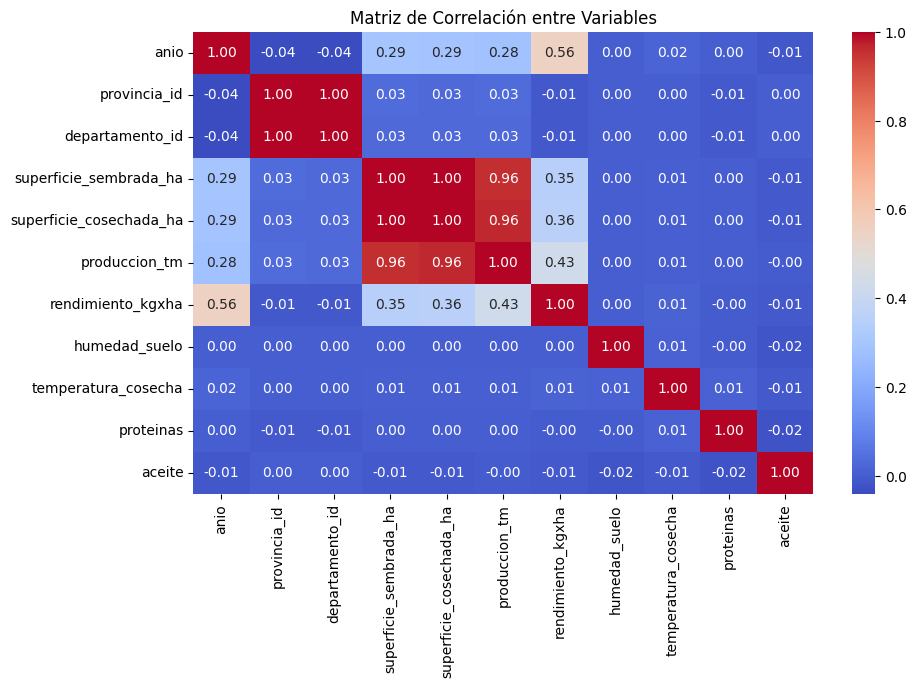 Matriz de Correlación entre Variables
anio 1.00 -0.04 -0.04 0.29 0.29 0.28 0.56 0.00 0.02 0.00 -0.01
provincia_id -0.04 1.00 1.00 0.03 0.03 0.03 -0.01 0.00 0.00 -0.01 0.00
departamento_id -0.04 1.00 1.00 0.03 0.03 0.03 -0.01 0.00 0.00 -0.01 0.00
superficie_sembrada_ha 0.29 0.03 0.03 1.00 1.00 0.96 0.35 0.00 0.01 0.00 -0.01
superficie_cosechada_ha 0.29 0.03 0.03 1.00 1.00 0.96 0.36 0.00 0.01 0.00 -0.01
produccion_tm 0.28 0.03 0.03 0.96 0.96 1.00 0.43 0.00 0.01 0.00 -0.00
rendimiento_kgxha 0.56 -0.01 -0.01 0.35 0.36 0.43 1.00 0.00 0.01 -0.00 -0.01
humedad_suelo 0.00 0.00 0.00 0.00 0.00 0.00 0.00 1.00 0.01 -0.00 -0.02
temperatura_cosecha 0.02 0.00 0.00 0.01 0.01 0.01 0.01 0.01 1.00 0.01 -0.01
proteinas 0.00 -0.01 -0.01 0.00 0.00 0.00 -0.00 -0.00 0.01 1.00 -0.02
aceite -0.01 0.00 0.00 -0.01 -0.01 -0.00 -0.01 -0.02 -0.01 -0.02 1.00
anio
provincia_id
departamento_id
superficie_sembrada_ha
superficie_cosechada_ha
produccion_tm
rendimiento_kgxha
humedad_suelo
temperatura_cosecha
proteinas
aceite
1.0
0.8
0.6
0.4
0.2
0.0